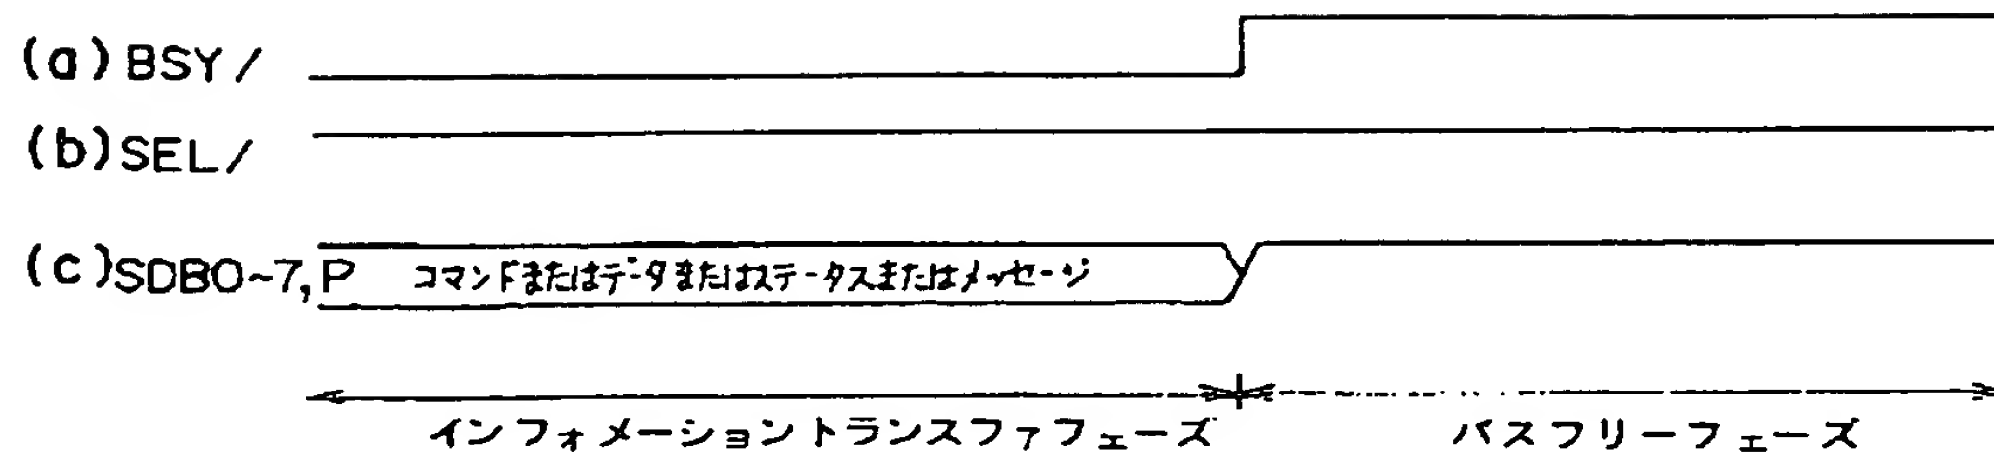 (a) BSY/
(b) SEL/
(c) SDB0~7, P コマンドまたはデータまたはステータスまたはメッセージ
インフォメーショントランスファフェーズ バスフリーフェーズ